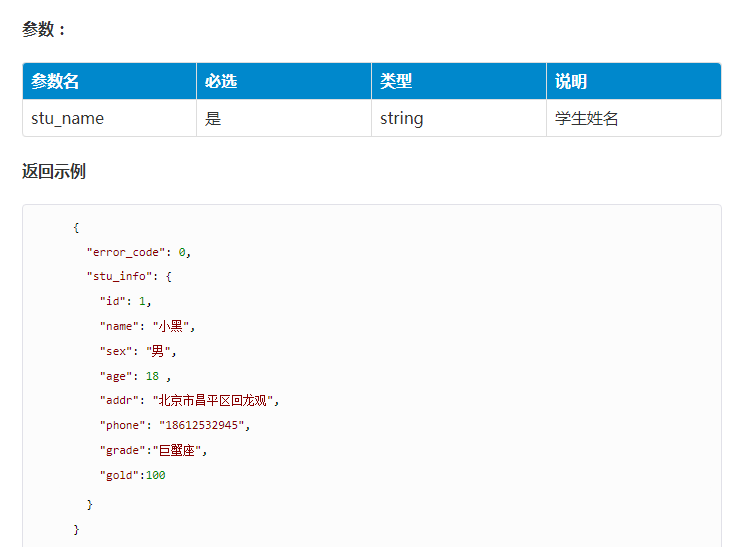 参数：
参数名 必选 类型 说明
stu_name 是 string 学生姓名
返回示例
{
"error_code": 0,
"stu_info": {
"id": 1,
"name": "小黑",
"sex": "男",
"age": 18 ,
"addr": "北京市昌平区回龙观",
"phone": "18612532945",
"grade":"巨蟹座",
"gold":100
}
}